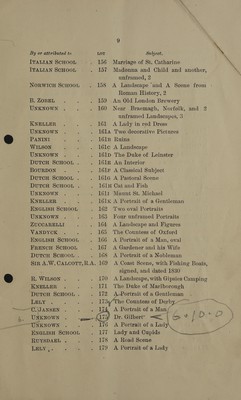 9
By or attributed to LOT Subject.
ITALIAN SCHOOL . 156 Marriage of St. Catharine
ITALIAN SCHOOL . 157 Madonna and Child and another,
unframed, 2
NORWICH SCHOOL . 158 A Landscape and A Scene from
Roman History, 2
B. ZOBEL . . 159 An Old London Brewery
UNKNOWN . . . 160 Near Bracmagh, Norfolk, and 2
unframed Landscapes, 3
KNELLER . . 161 A Lady in red Dress
UNKNOWN . . . 161A Two decorative Pictures
PANINI . . . 161B Ruins
WILSON . . . 161C A Landscape
UNKNOWN . . . 161D The Duke of Leinster
DUTCH SCHOOL . . 161E An Interior
BOURDON . . . 161F A Classical Subject
DUTCH SCHOOL . . 161G A Pastoral Scene
DUTCH SCHOOL . . 161H Cat and Fish
UNKNOWN . . . 161I Mount St. Michael
KNELLER . . . 161K A Portrait of a Gentleman
ENGLISH SCHOOL . 162 Two oval Portraits
UNKNOWN . . . 163 Four unframed Portraits
ZUCCARELLI . . 164 A Landscape and Figures
VANDYCK . . . 165 The Countess of Oxford
ENGLISH SCHOOL . 166 A Portrait of a Man, oval
FRENCH SCHOOL . 167 A Gardener and his Wife
DUTCH SCHOOL . . 168 A Portrait of a Nobleman
SIR A. W. CALCOTT, R.A. 169 A Coast Scene, with Fishing Boats,
signed, and dated 1830
R. WILSON . . . 170 A Landscape, with Gipsies Camping
KNELLER . . . 171 The Duke of Marlborough
DUTCH SCHOOL . . 172 A Portrait of a Gentleman
LELY . . . 173 The Countess of Derby
C. JANSEN . . . 174 A Portrait of a Man
UNKNOWN . . . 175 Dr. Gilbert 5.10.0
UNKNOWN . . . 176 A Portrait of a Lady
ENGLISH SCHOOL . 177 Lady and Cupids
RUYSDAEL . . . 178 A Road Scene
LELY . . . 179 A Portrait of a Lady